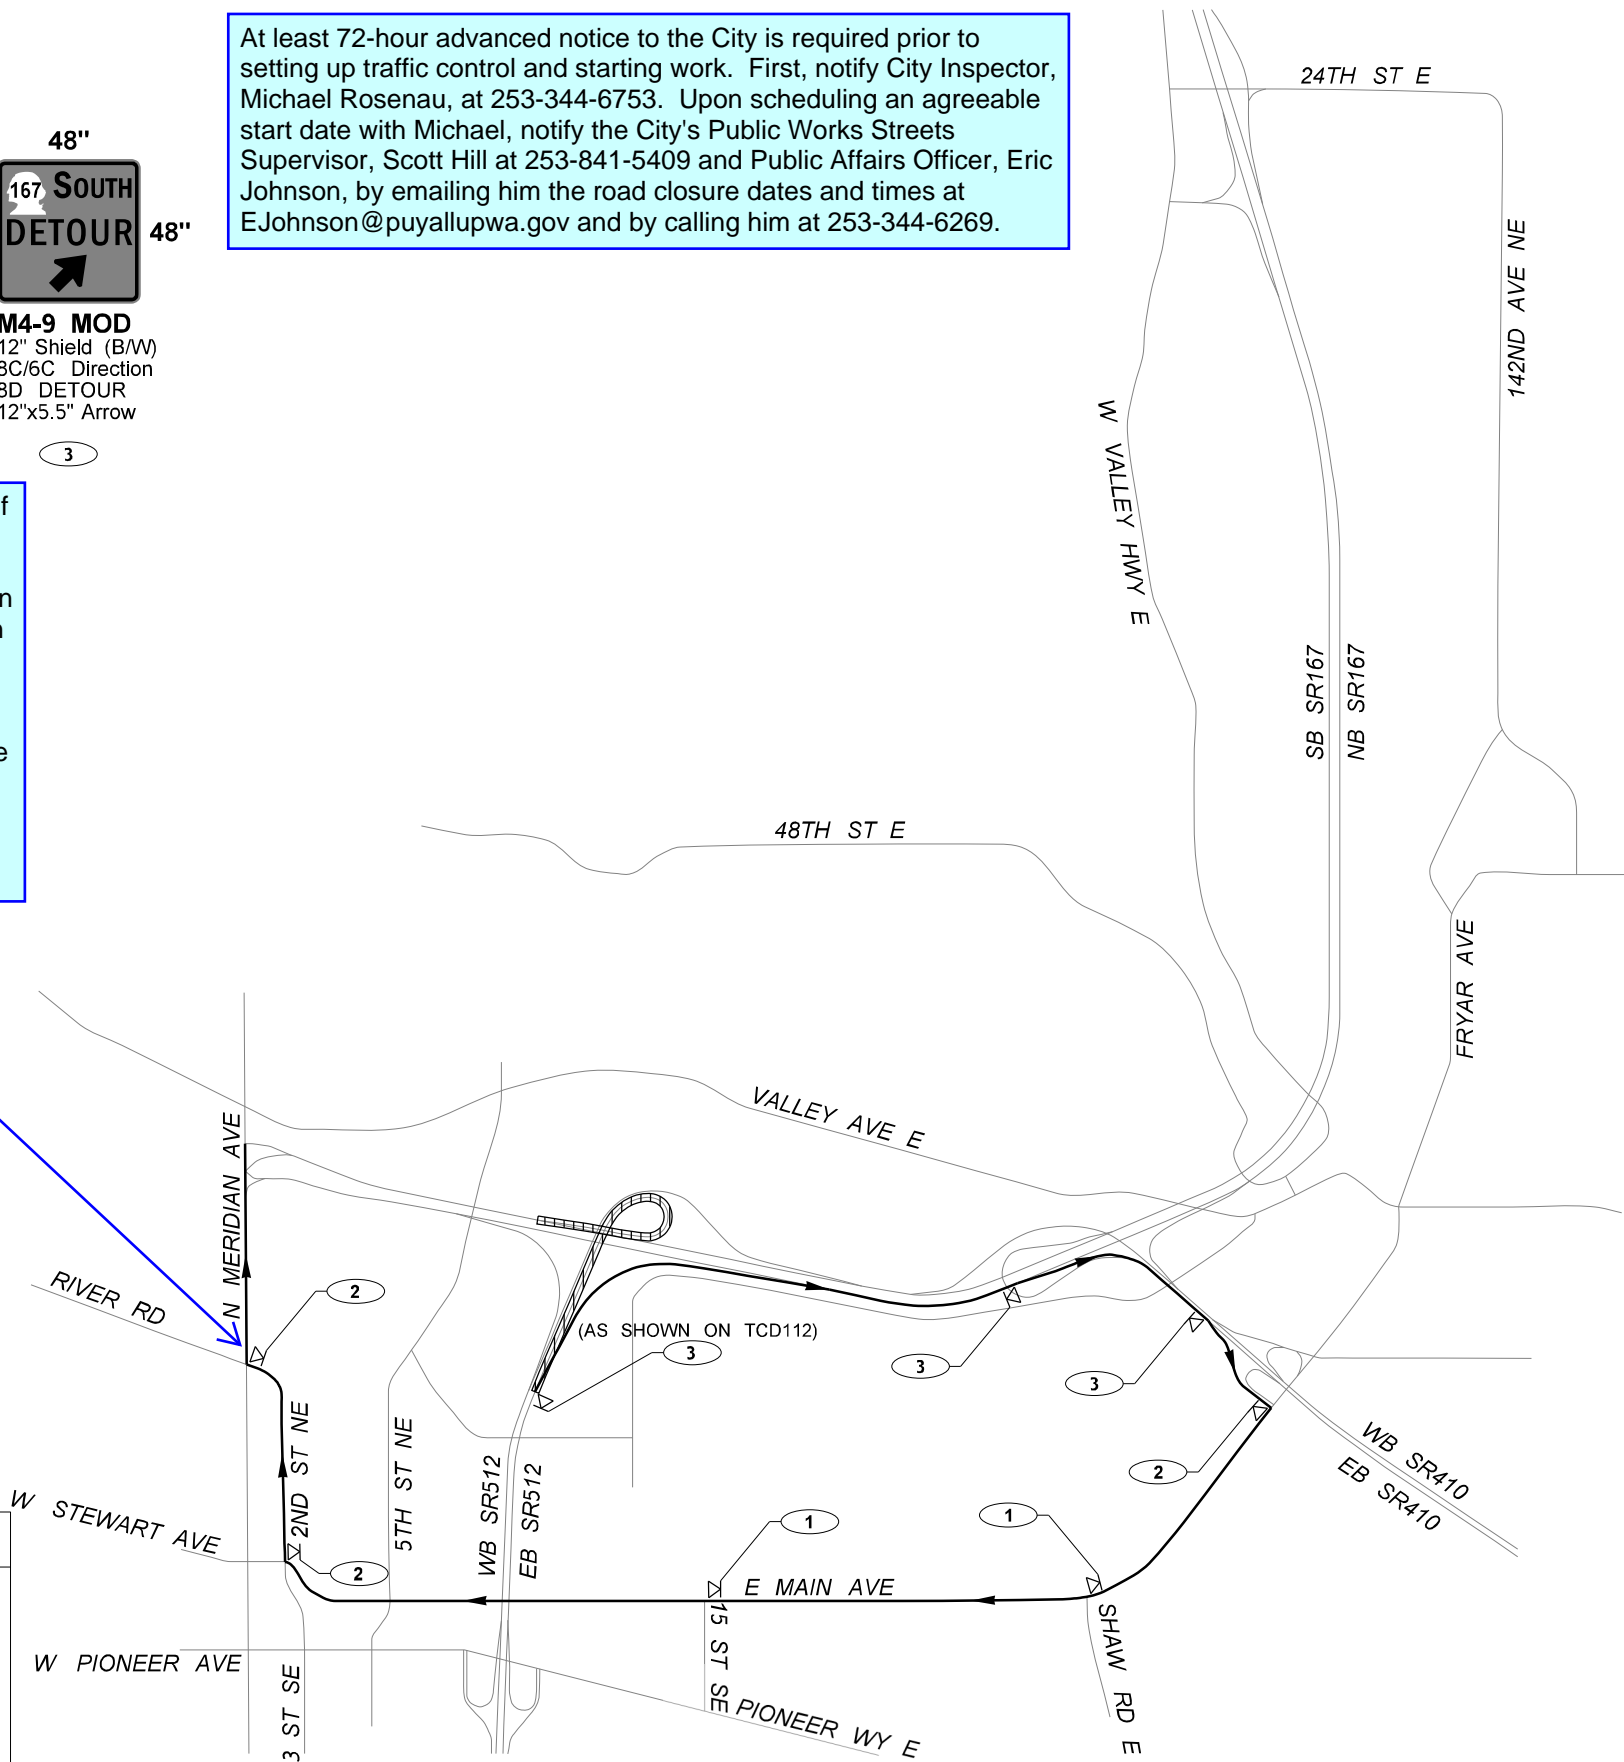 At least 72-hour advanced notice to the City is required prior to
setting up traffic control and starting work. First, notify City Inspector,
Michael Rosenau, at 253-344-6753. Upon scheduling an agreeable
start date with Michael, notify the City's Public Works Streets
Supervisor, Scott Hill at 253-841-5409 and Public Affairs Officer, Eric
Johnson, by emailing him the road closure dates and times at
EJohnson@puyallupwa.gov and by calling him at 253-344-6269.
48"
167 SOUTH
DETOUR
48"
M4-9 MOD
12" Shield (B/W)
8C/6C Direction
8D DETOUR
12"x5.5" Arrow
3
24TH ST E
142ND AVE NE
W VALLEY HWY E
SB SR167
NB SR167
48TH ST E
FRYAR AVE
VALLEY AVE E
N MERIDIAN AVE
RIVER RD
2
(AS SHOWN ON TCD112)
3
3
3
2
WB SR410
EB SR410
2ND ST NE
5TH ST NE
WB SR512
EB SR512
W STEWART AVE
2
1
1
E MAIN AVE
15 ST SE
SHAW RD E
W PIONEER AVE
3 ST SE
PIONEER WY E